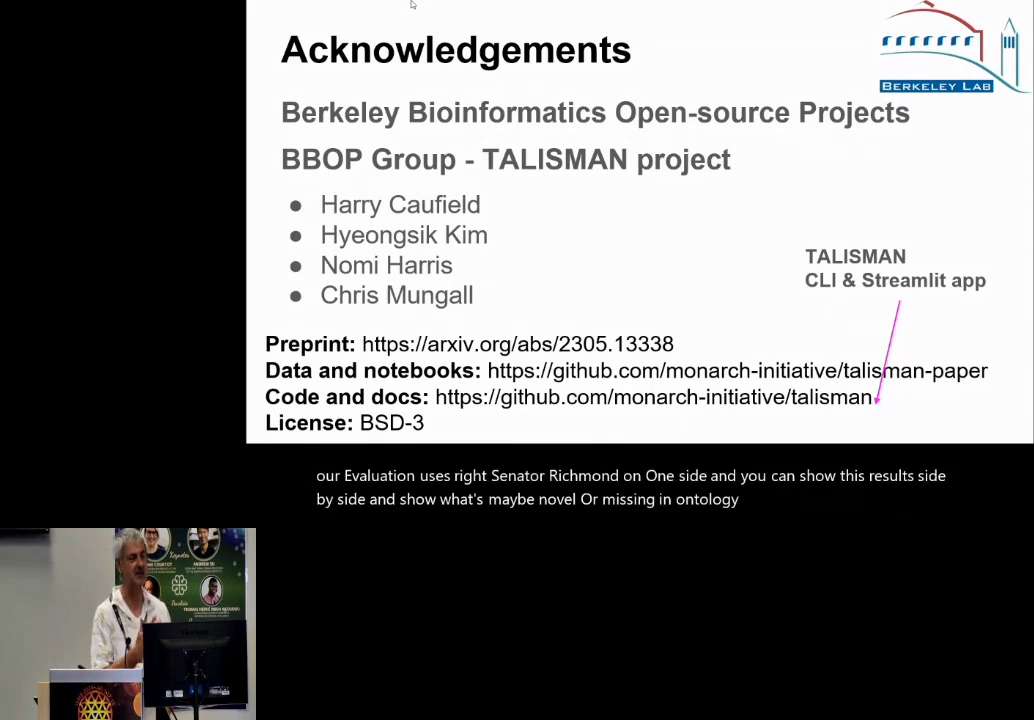 Acknowledgements
BERKELEY LAB
Berkeley Bioinformatics Open-source Projects
BBOP Group - TALISMAN project
● Harry Caufield
● Hyeongsik Kim
● Nomi Harris
● Chris Mungall
TALISMAN
CLI & Streamlit app
Preprint: https://arxiv.org/abs/2305.13338
Data and notebooks: https://github.com/monarch-initiative/talisman-paper
Code and docs: https://github.com/monarch-initiative/talisman
License: BSD-3
our Evaluation uses right Senator Richmond on One side and you can show this results side
by side and show what's maybe novel Or missing in ontology
Keynotes
ANDREW SU
Panelists